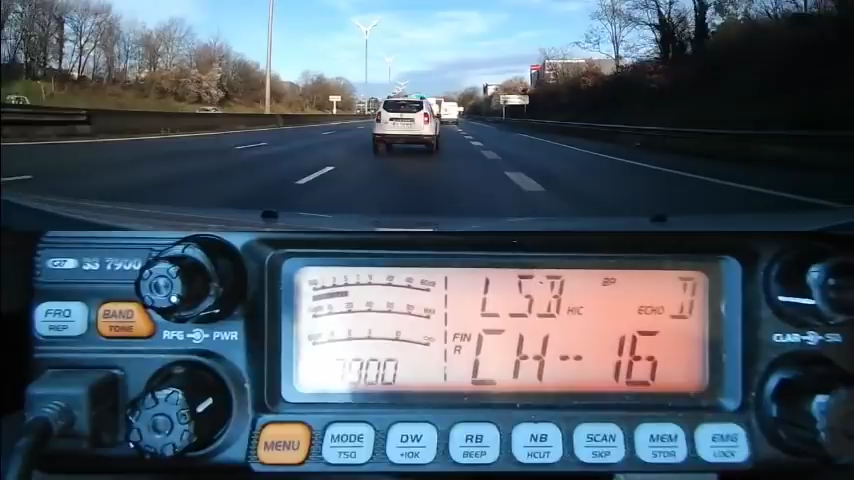 CRT SS 7900
FRQ
REP
BAND
TONE
RFG PWR
LSB
HIC
BP
ECHO
D
FIN
R
CH-16
7900
CLAR SQ
MENU
MODE
TSQ
DW
+10K
RB
BEEP
NB
HCUT
SCAN
SKP
MEM
STON
EMG
LOCK